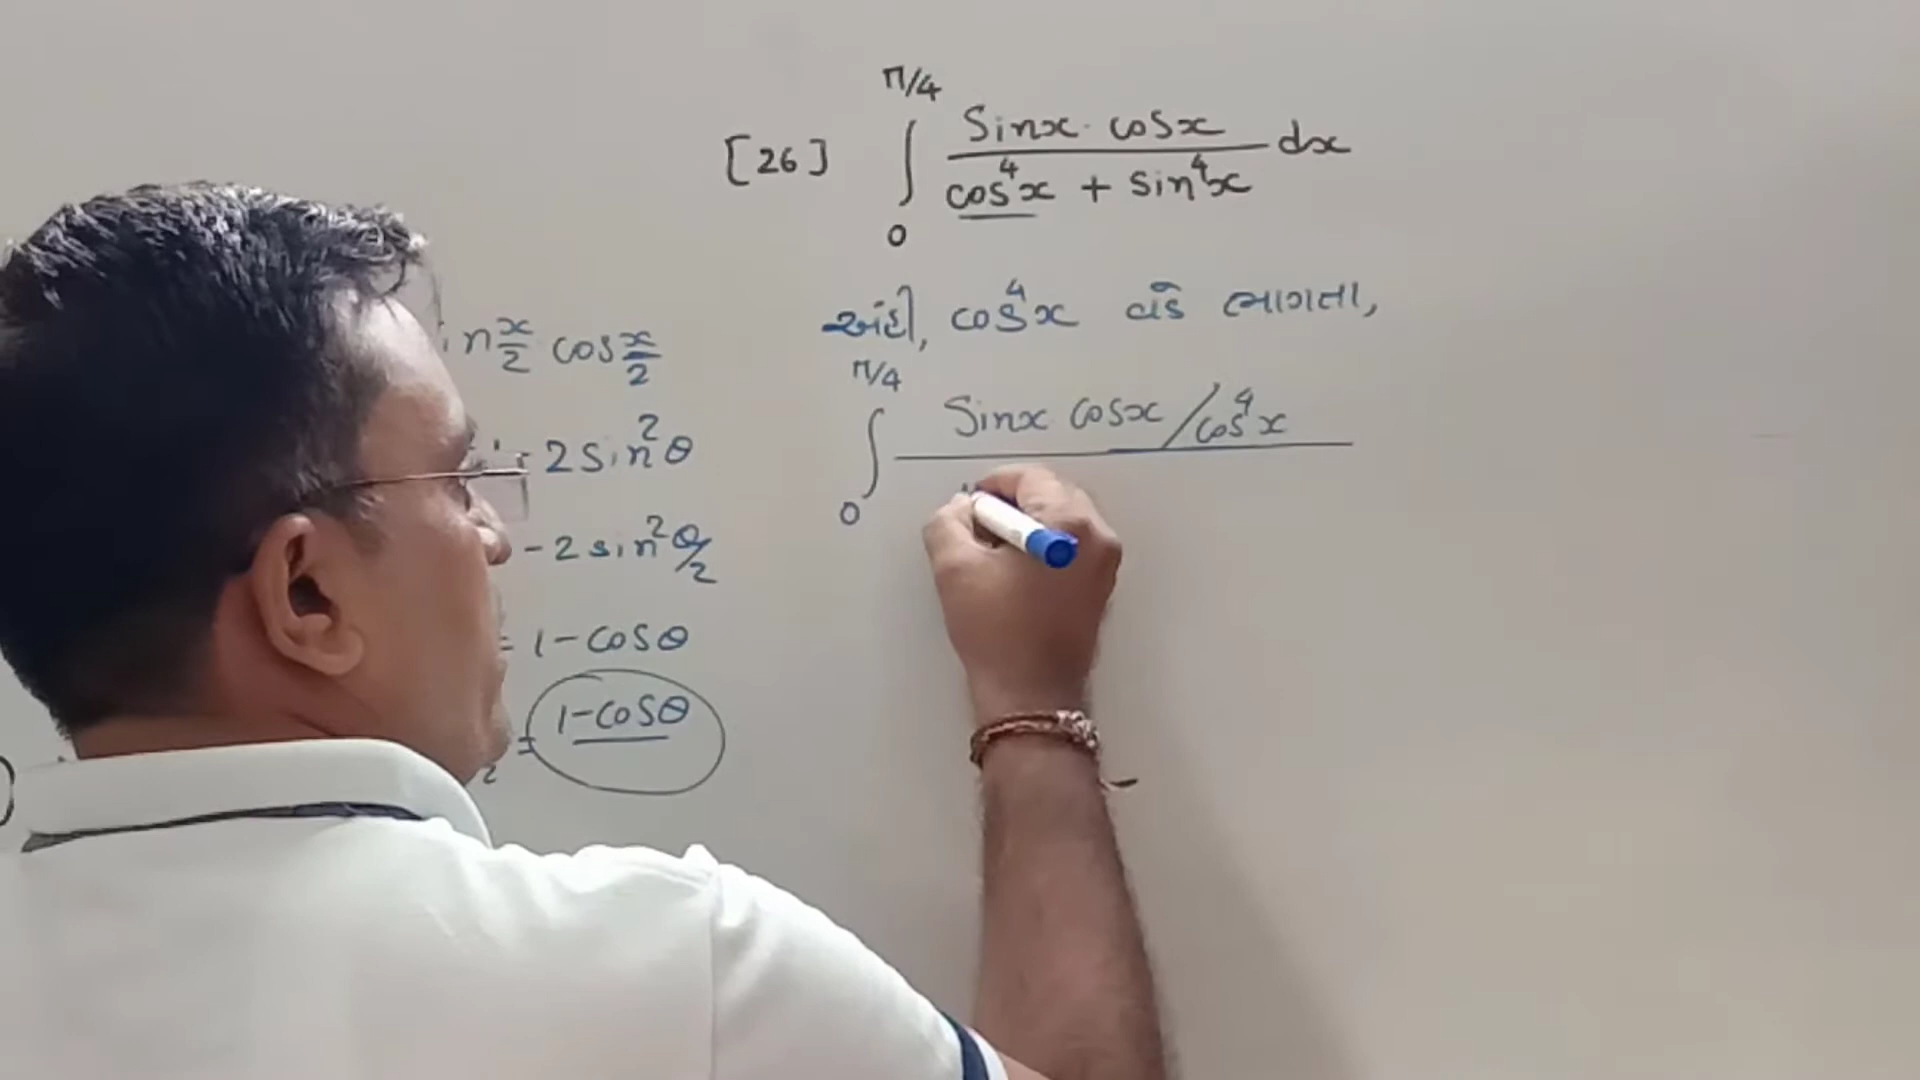 [26] ∫₀^{π/4} sinx · cosx / (cos⁴x + sin⁴x) dx
અહીં, cos⁴x વડે ભાગતા,
∫₀^{π/4} sinx cosx / cos⁴x
in x/2 cos x/2
- 2 sin²θ
- 2 sin²θ/2
= 1 - cosθ
= 1 - cosθ